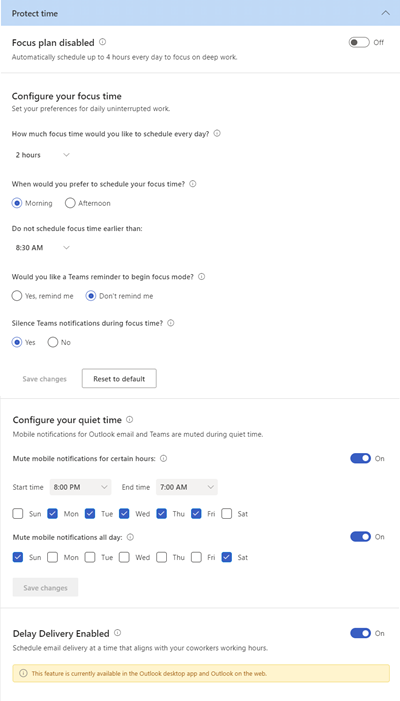 Protect time
Focus plan disabled
Off
Automatically schedule up to 4 hours every day to focus on deep work.
Configure your focus time
Set your preferences for daily uninterrupted work.
How much focus time would you like to schedule every day?
2 hours
When would you prefer to schedule your focus time?
Morning Afternoon
Do not schedule focus time earlier than:
8:30 AM
Would you like a Teams reminder to begin focus mode?
Yes, remind me Don't remind me
Silence Teams notifications during focus time?
Yes No
Save changes Reset to default
Configure your quiet time
Mobile notifications for Outlook email and Teams are muted during quiet time.
Mute mobile notifications for certain hours: On
Start time 8:00 PM End time 7:00 AM
Sun Mon Tue Wed Thu Fri Sat
Mute mobile notifications all day: On
Sun Mon Tue Wed Thu Fri Sat
Save changes
Delay Delivery Enabled On
Schedule email delivery at a time that aligns with your coworkers working hours.
This feature is currently available in the Outlook desktop app and Outlook on the web.